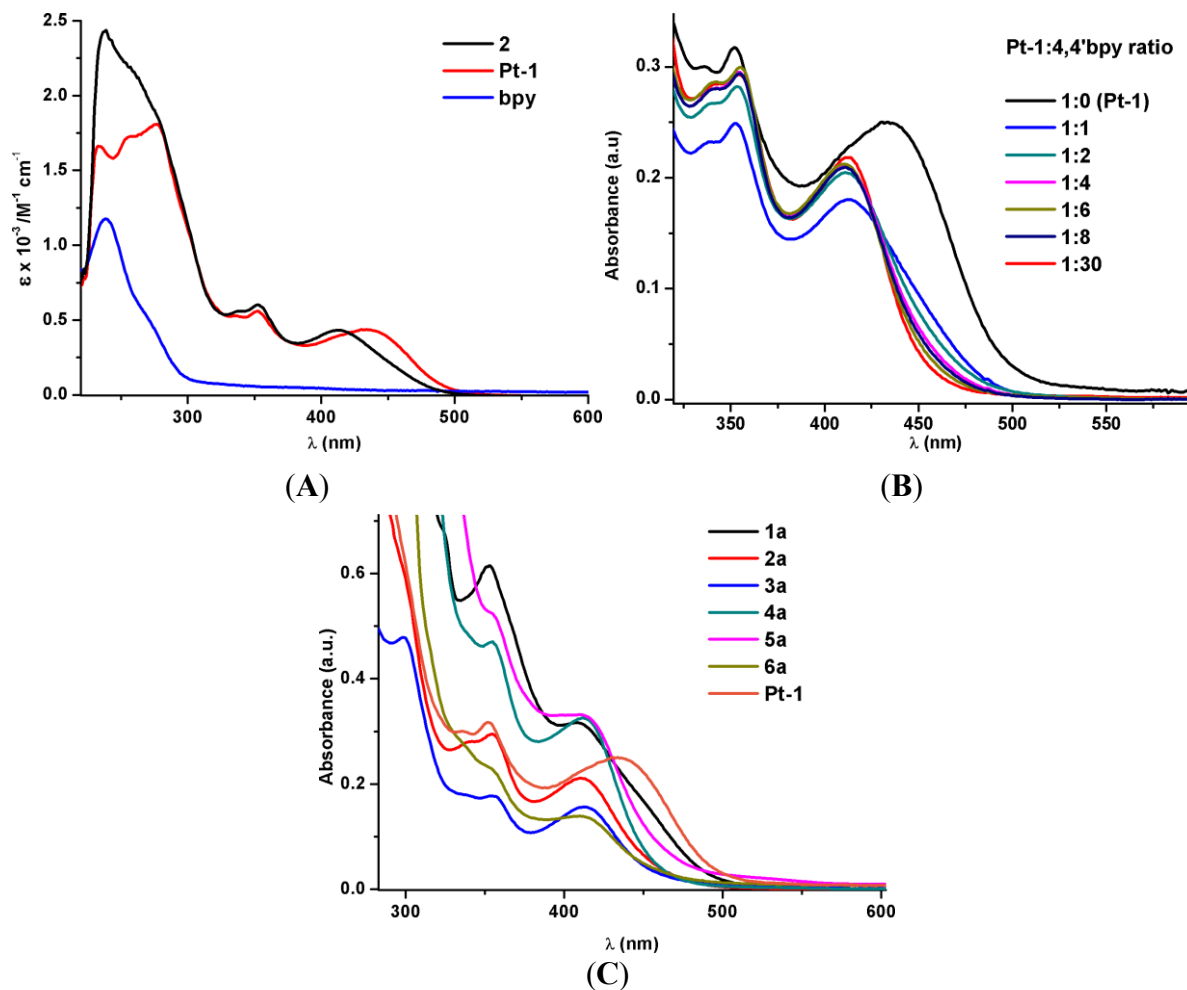 2.5
2.0
1.5
1.0
0.5
0.0
ε x 10⁻³ /M⁻¹ cm⁻¹
2
Pt-1
bpy
300
400
500
600
λ (nm)
(A)
0.3
0.2
0.1
0.0
Absorbance (a.u)
Pt-1:4,4'bpy ratio
1:0 (Pt-1)
1:1
1:2
1:4
1:6
1:8
1:30
350
400
450
500
550
λ (nm)
(B)
0.6
0.4
0.2
0.0
Absorbance (a.u.)
1a
2a
3a
4a
5a
6a
Pt-1
300
400
500
600
λ (nm)
(C)